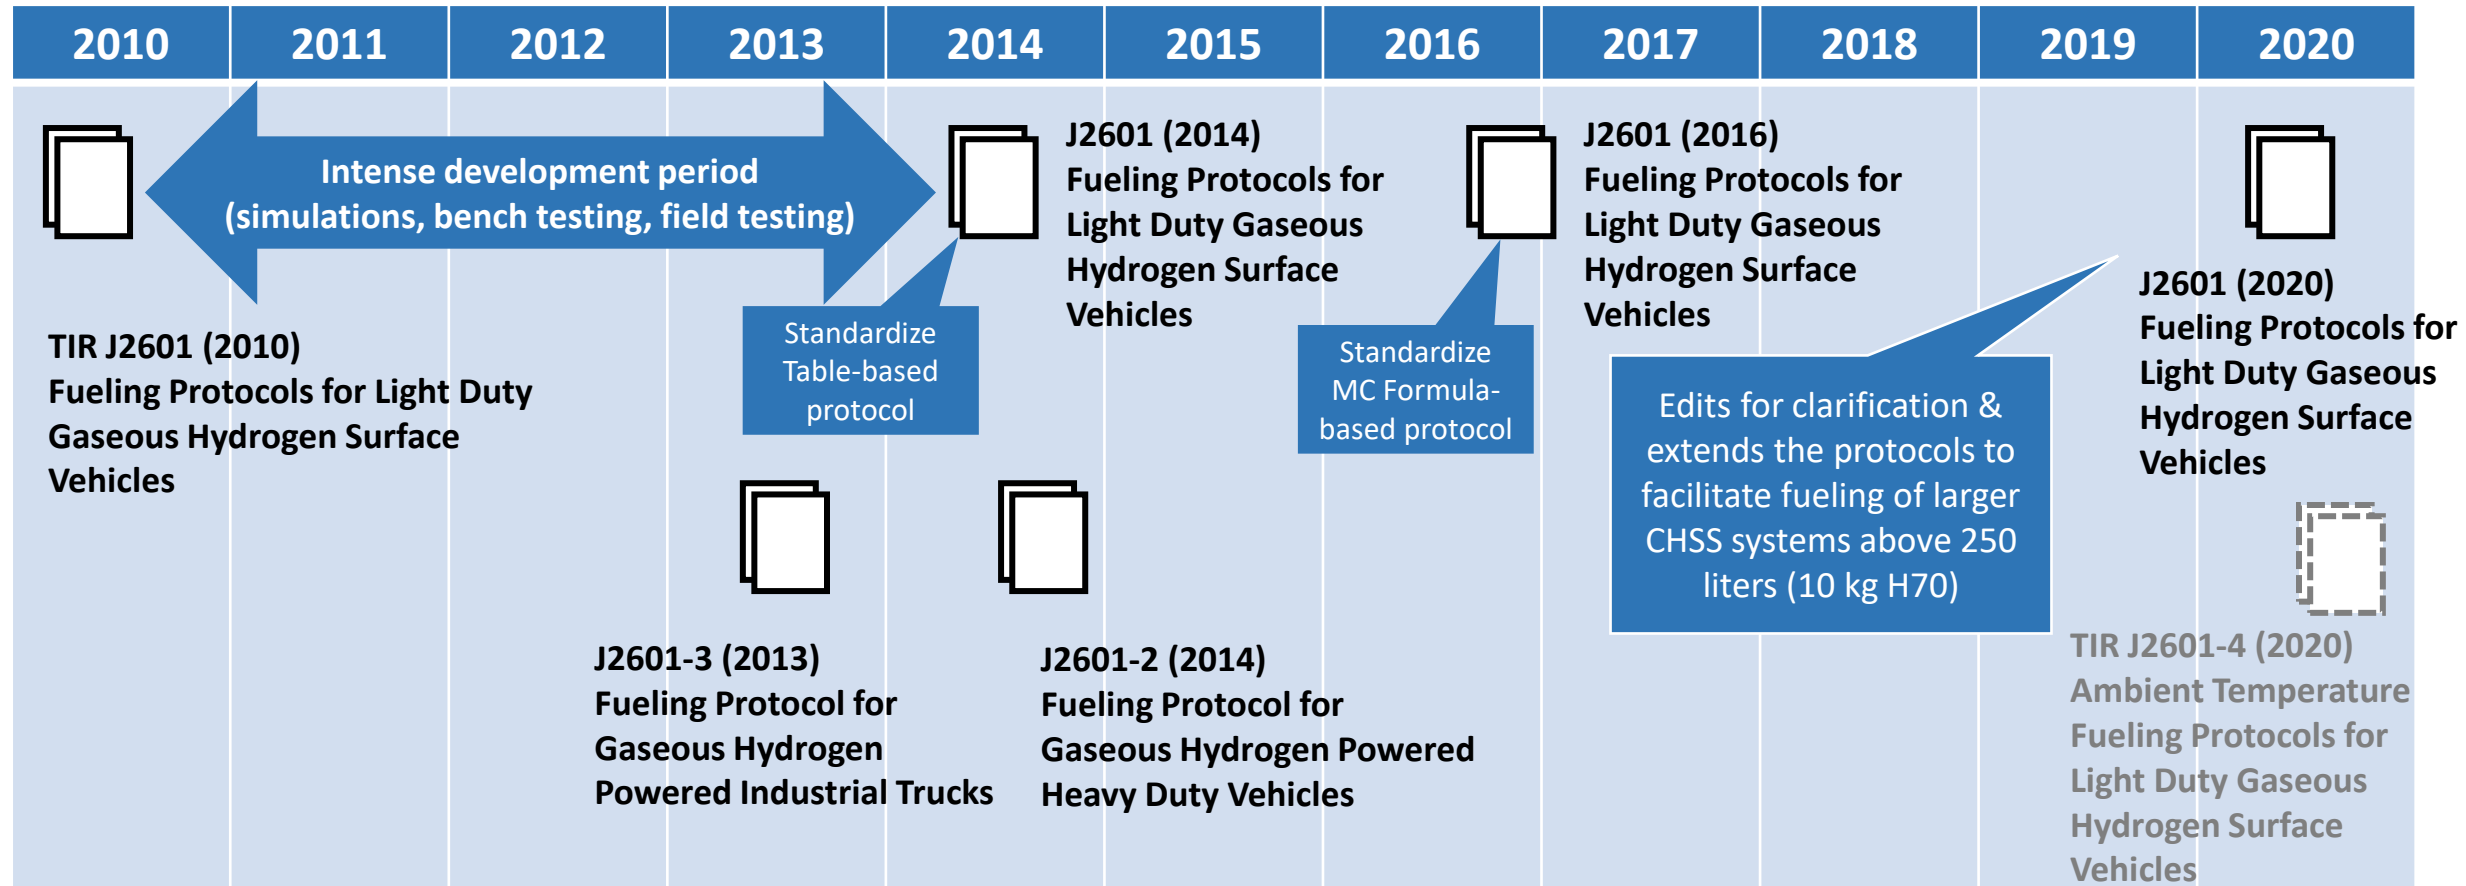 2010 2011 2012 2013 2014 2015 2016 2017 2018 2019 2020
Intense development period
(simulations, bench testing, field testing)
TIR J2601 (2010)
Fueling Protocols for Light Duty
Gaseous Hydrogen Surface
Vehicles
Standardize
Table-based
protocol
J2601 (2014)
Fueling Protocols for
Light Duty Gaseous
Hydrogen Surface
Vehicles
Standardize
MC Formula-
based protocol
J2601 (2016)
Fueling Protocols for
Light Duty Gaseous
Hydrogen Surface
Vehicles
Edits for clarification &
extends the protocols to
facilitate fueling of larger
CHSS systems above 250
liters (10 kg H70)
J2601 (2020)
Fueling Protocols for
Light Duty Gaseous
Hydrogen Surface
Vehicles
J2601-3 (2013)
Fueling Protocol for
Gaseous Hydrogen
Powered Industrial Trucks
J2601-2 (2014)
Fueling Protocol for
Gaseous Hydrogen Powered
Heavy Duty Vehicles
TIR J2601-4 (2020)
Ambient Temperature
Fueling Protocols for
Light Duty Gaseous
Hydrogen Surface
Vehicles